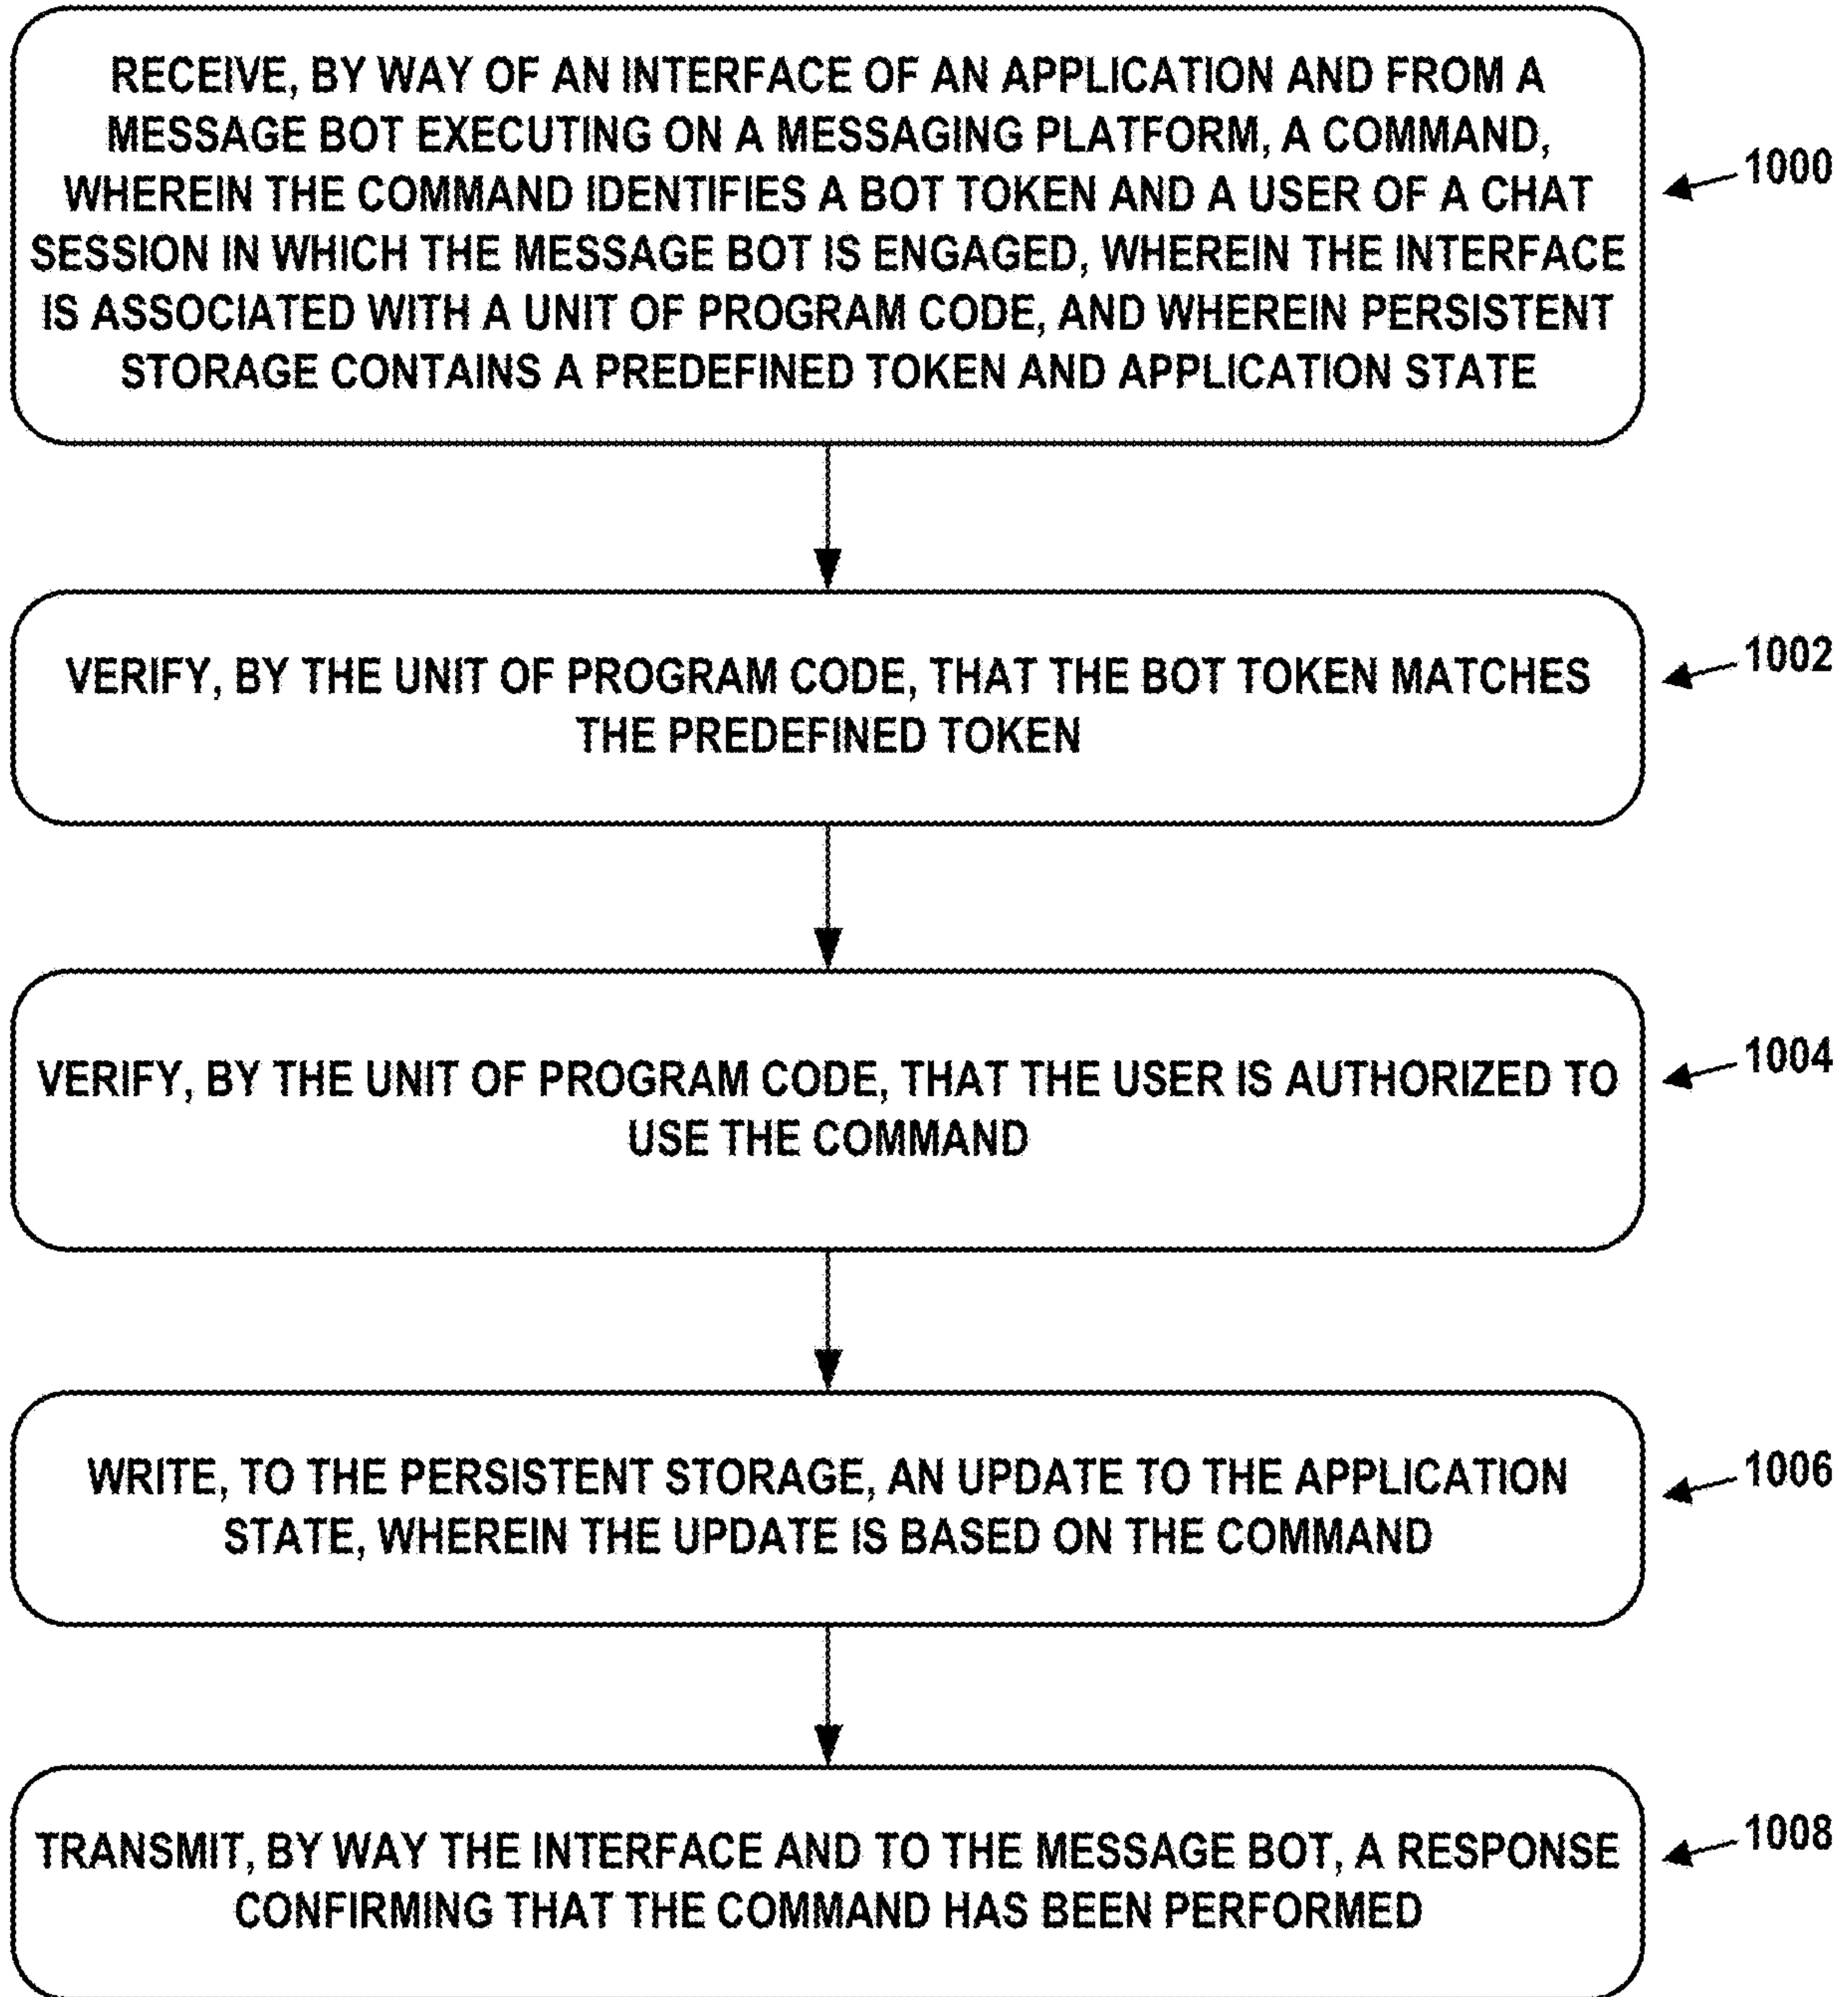 RECEIVE, BY WAY OF AN INTERFACE OF AN APPLICATION AND FROM A
MESSAGE BOT EXECUTING ON A MESSAGING PLATFORM, A COMMAND,
WHEREIN THE COMMAND IDENTIFIES A BOT TOKEN AND A USER OF A CHAT
SESSION IN WHICH THE MESSAGE BOT IS ENGAGED, WHEREIN THE INTERFACE
IS ASSOCIATED WITH A UNIT OF PROGRAM CODE, AND WHEREIN PERSISTENT
STORAGE CONTAINS A PREDEFINED TOKEN AND APPLICATION STATE
1000
VERIFY, BY THE UNIT OF PROGRAM CODE, THAT THE BOT TOKEN MATCHES
THE PREDEFINED TOKEN
1002
VERIFY, BY THE UNIT OF PROGRAM CODE, THAT THE USER IS AUTHORIZED TO
USE THE COMMAND
1004
WRITE, TO THE PERSISTENT STORAGE, AN UPDATE TO THE APPLICATION
STATE, WHEREIN THE UPDATE IS BASED ON THE COMMAND
1006
TRANSMIT, BY WAY THE INTERFACE AND TO THE MESSAGE BOT, A RESPONSE
CONFIRMING THAT THE COMMAND HAS BEEN PERFORMED
1008